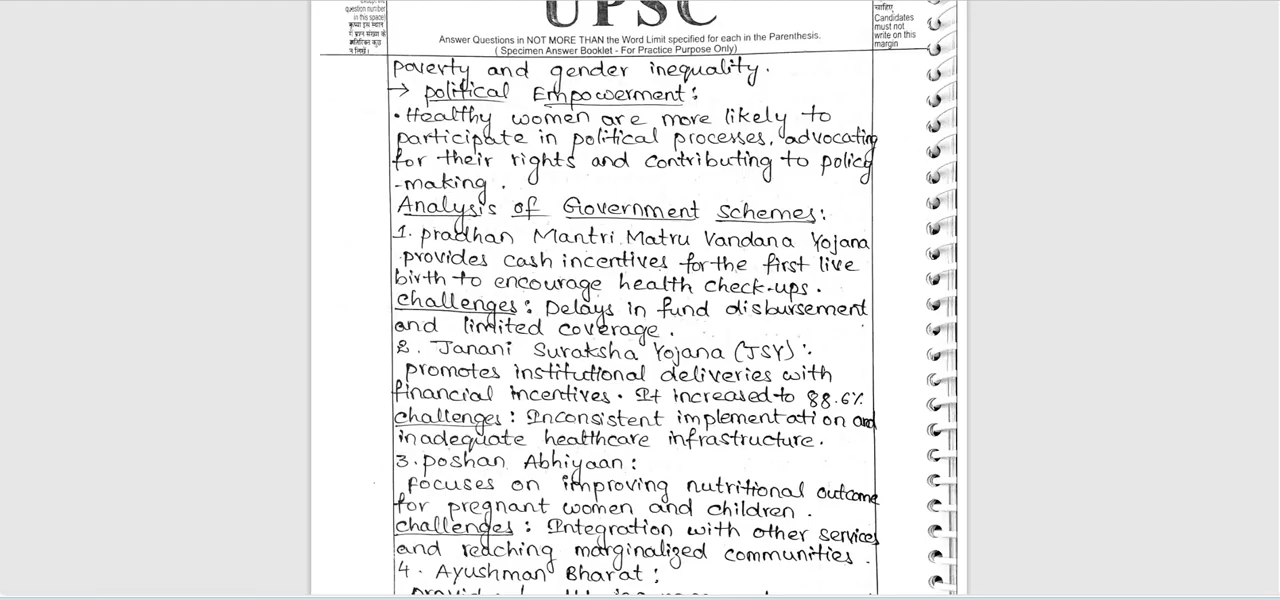 question number
in this space)
कृपया इस स्थान
में प्रश्न संख्या के
अतिरिक्त कुछ
न लिखें।
UPSC
Answer Questions in NOT MORE THAN the Word Limit specified for each in the Parenthesis.
( Specimen Answer Booklet - For Practice Purpose Only)
चाहिए
Candidates
must not
write on this
margin
poverty and gender inequality.
→ political Empowerment :
• Healthy women are more likely to
participate in political processes, advocating
for their rights and contributing to policy
-making .
Analysis of Government schemes :
1. pradhan Mantri Matru Vandana Yojana
provides cash incentives for the first live
birth to encourage health check-ups .
challenges : Delays in fund disbursement
and limited coverage .
2. Janani Suraksha Yojana (JSY) :
promotes institutional deliveries with
financial incentives . It increased to 88.6%
challenges : Inconsistent implementation and
inadequate healthcare infrastructure .
3. poshan Abhiyaan :
focuses on improving nutritional outcome
for pregnant women and children .
challenges : Integration with other services
and reaching marginalized communities .
4. Ayushman Bharat :